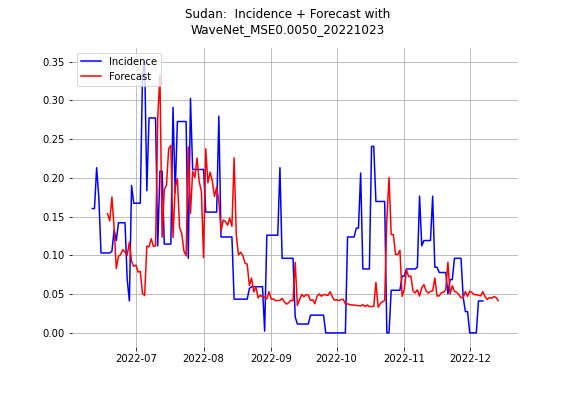 Sudan:  Incidence + Forecast with
WaveNet_MSE0.0050_20221023
Incidence
Forecast
0.35
0.30
0.25
0.20
0.15
0.10
0.05
0.00
2022-07 2022-08 2022-09 2022-10 2022-11 2022-12